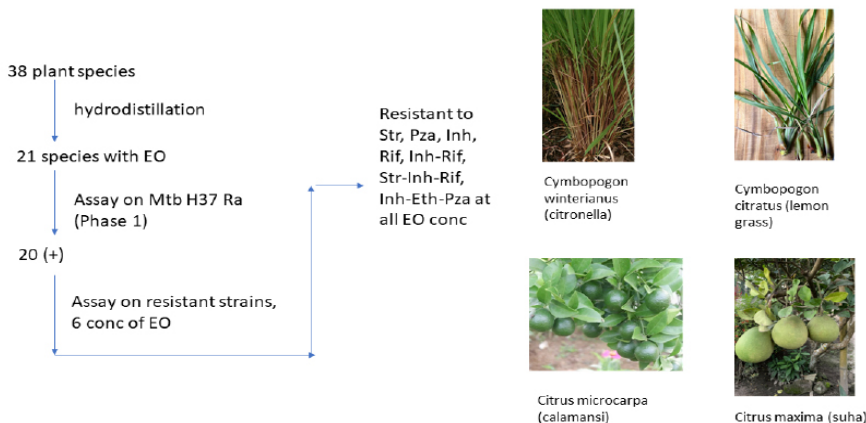 38 plant species
hydrodistillation
21 species with EO
Assay on Mtb H37 Ra
(Phase 1)
20 (+)
Assay on resistant strains,
6 conc of EO
Resistant to
Str, Pza, Inh,
Rif, Inh-Rif,
Str-Inh-Rif,
Inh-Eth-Pza at
all EO conc
Cymbopogon
winterianus
(citronella)
Cymbopogon
citratus (lemon
grass)
Citrus microcarpa
(calamansi)
Citrus maxima (suha)